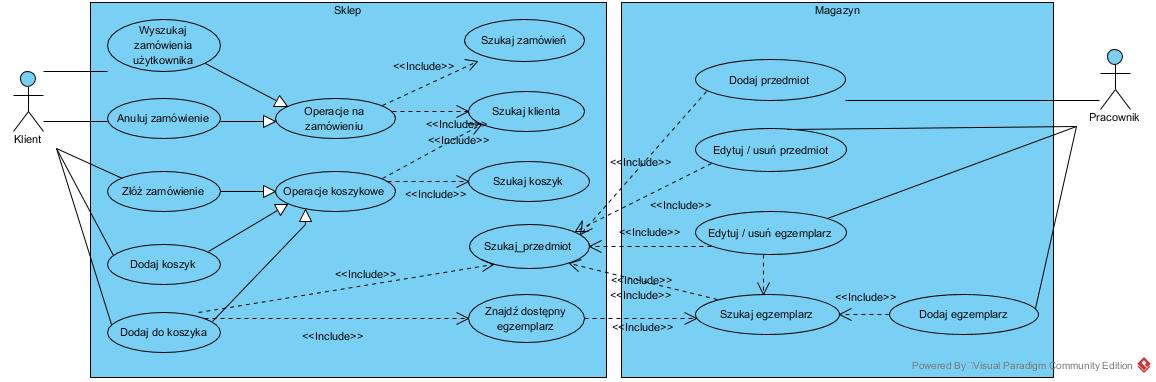 Sklep
Magazyn
Klient
Pracownik
Wyszukaj
zamówienia
użytkownika
Anuluj zamówienie
Złóż zamówienie
Dodaj koszyk
Dodaj do koszyka
Operacje na
zamówieniu
Operacje koszykowe
Szukaj zamówień
Szukaj klienta
Szukaj koszyk
Szukaj_przedmiot
Znajdź dostępny
egzemplarz
<<Include>>
<<Include>>
<<Include>>
<<Include>>
<<Include>>
<<Include>>
<<Include>>
<<Include>>
<<Include>>
<<Include>>
<<Include>>
<<Include>>
<<Include>>
Dodaj przedmiot
Edytuj / usuń przedmiot
Edytuj / usuń egzemplarz
Szukaj egzemplarz
Dodaj egzemplarz
Powered By Visual Paradigm Community Edition